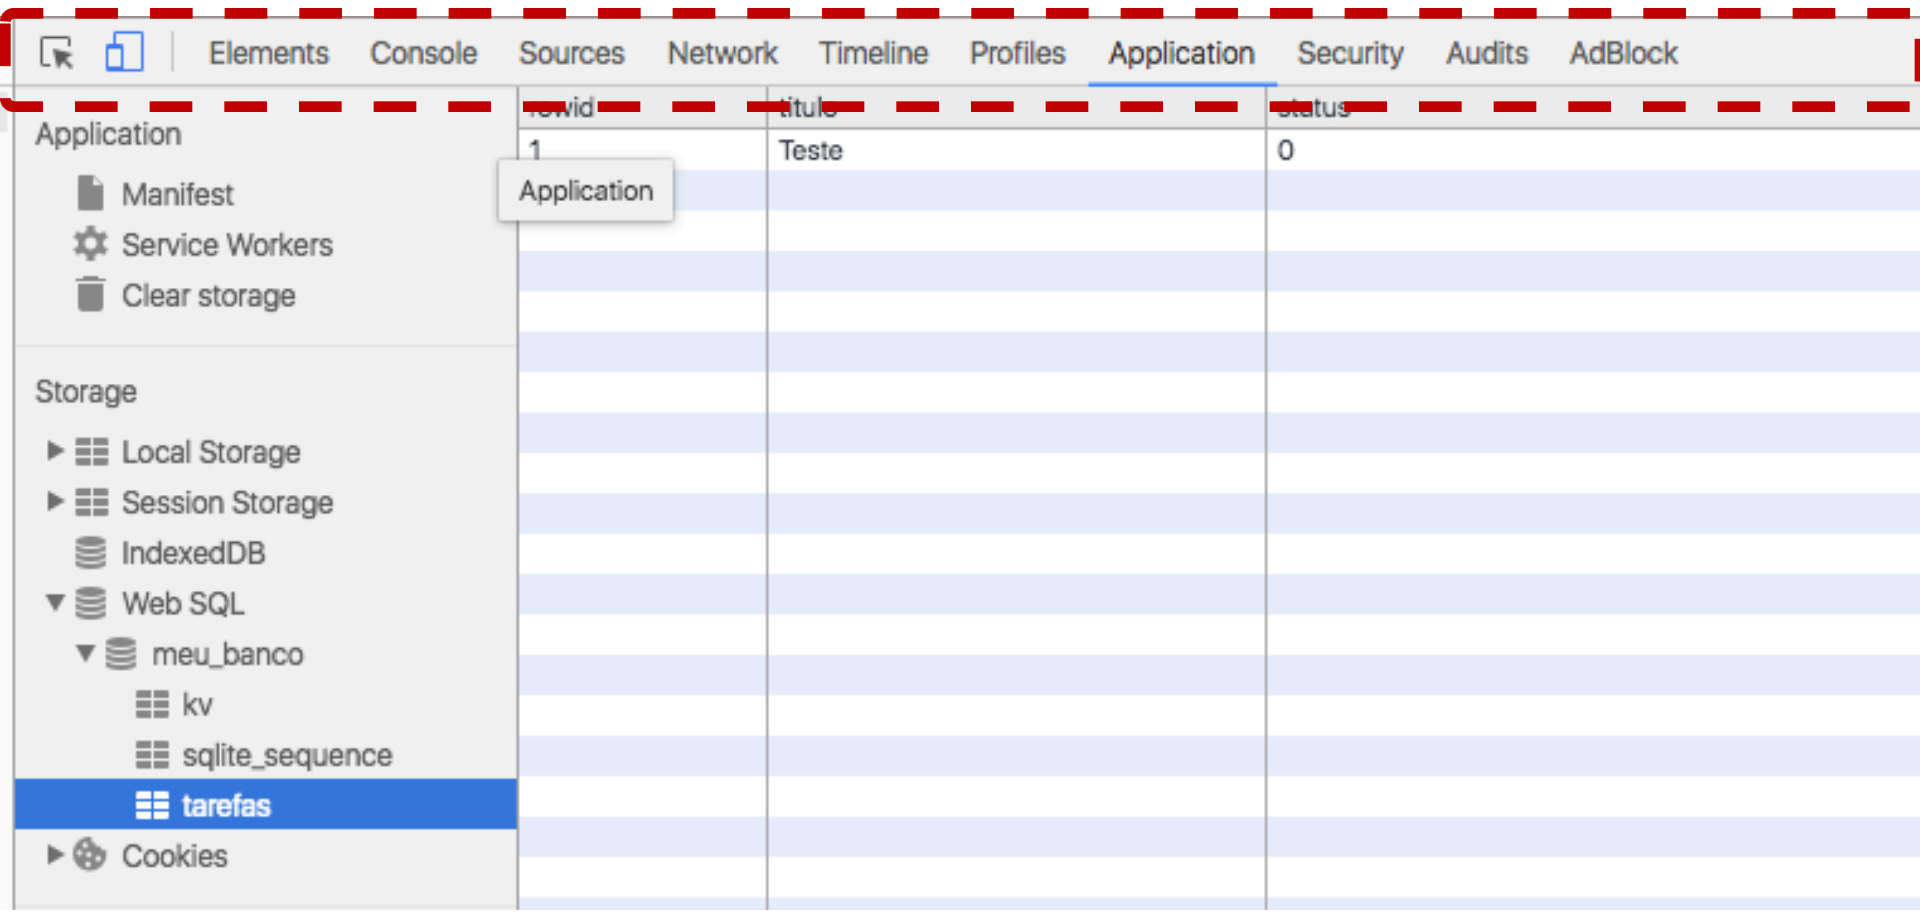 Elements Console Sources Network Timeline Profiles Application Security Audits AdBlock
rowid titulo status
Application
1 Teste 0
Application
Manifest
Service Workers
Clear storage
Storage
Local Storage
Session Storage
IndexedDB
Web SQL
meu_banco
kv
sqlite_sequence
tarefas
Cookies